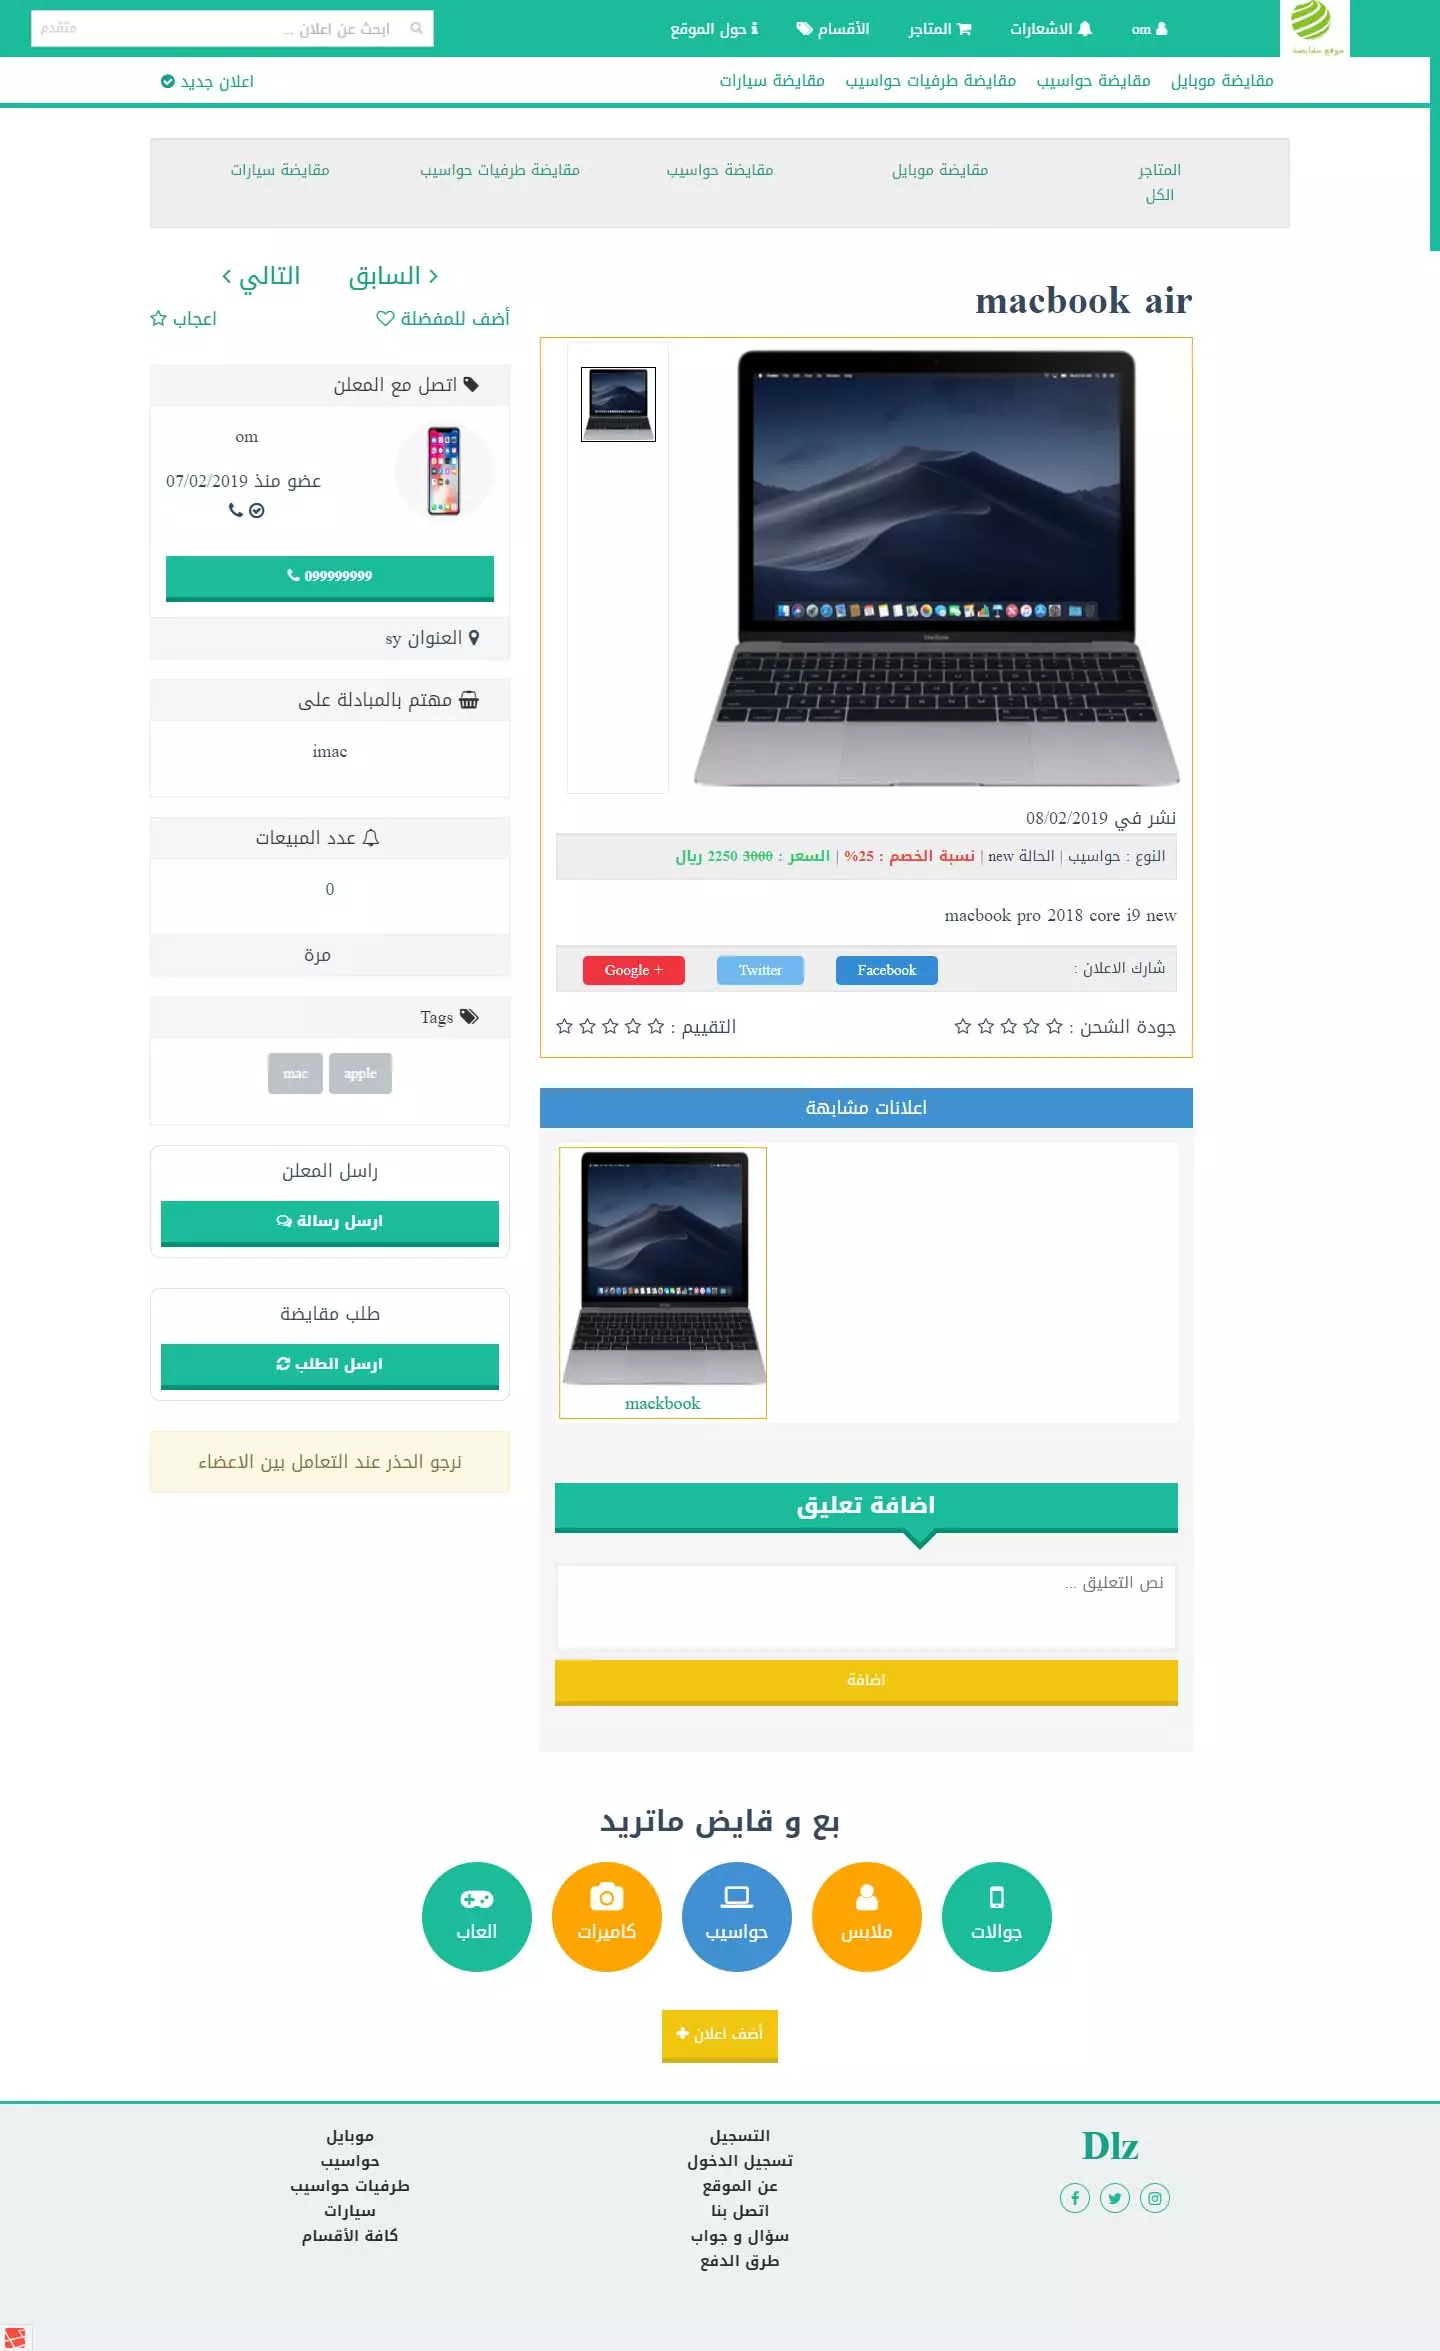 موقع مقايضة
om
الاشعارات
المتاجر
الأقسام
حول الموقع
ابحث عن اعلان ...
متقدم
مقايضة موبايل
مقايضة حواسيب
مقايضة طرفيات حواسيب
مقايضة سيارات
اعلان جديد
المتاجر
مقايضة موبايل
مقايضة حواسيب
مقايضة طرفيات حواسيب
مقايضة سيارات
الكل
macbook air
MacBook
نشر في 08/02/2019
النوع : حواسيب | الحالة new | نسبة الخصم : 25% | السعر : 3000 2250 ريال
macbook pro 2018 core i9 new
شارك الاعلان :
Facebook
Twitter
Google +
جودة الشحن :
التقييم :
السابق
التالي
أضف للمفضلة
اعجاب
اتصل مع المعلن
om
عضو منذ 07/02/2019
099999999
العنوان sy
مهتم بالمبادلة على
imac
عدد المبيعات
0
مرة
Tags
apple
mac
راسل المعلن
ارسل رسالة
طلب مقايضة
ارسل الطلب
نرجو الحذر عند التعامل بين الاعضاء
اعلانات مشابهة
mackbook
اضافة تعليق
نص التعليق ...
اضافة
بع و قايض ماتريد
جوالات
ملابس
حواسيب
كاميرات
العاب
أضف اعلان
Dlz
التسجيل
تسجيل الدخول
عن الموقع
اتصل بنا
سؤال و جواب
طرق الدفع
موبايل
حواسيب
طرفيات حواسيب
سيارات
كافة الأقسام